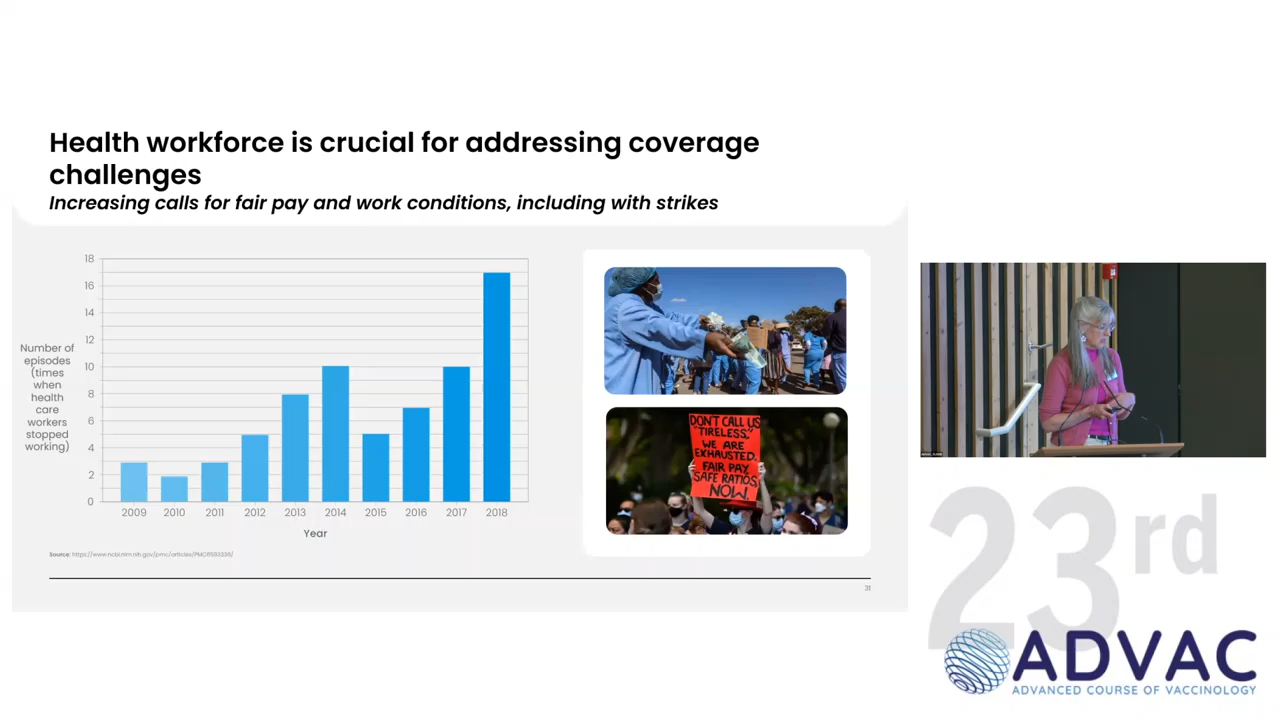 Health workforce is crucial for addressing coverage
challenges
Increasing calls for fair pay and work conditions, including with strikes
Number of
episodes
(times
when
health
care
workers
stopped
working)
18
16
14
12
10
8
6
4
2
0
2009 2010 2011 2012 2013 2014 2015 2016 2017 2018
Year
DON'T CALL US
"TIRELESS."
WE ARE
EXHAUSTED.
FAIR PAY,
SAFE RATIOS,
NOW.
31
23rd
ADVAC
ADVANCED COURSE OF VACCINOLOGY